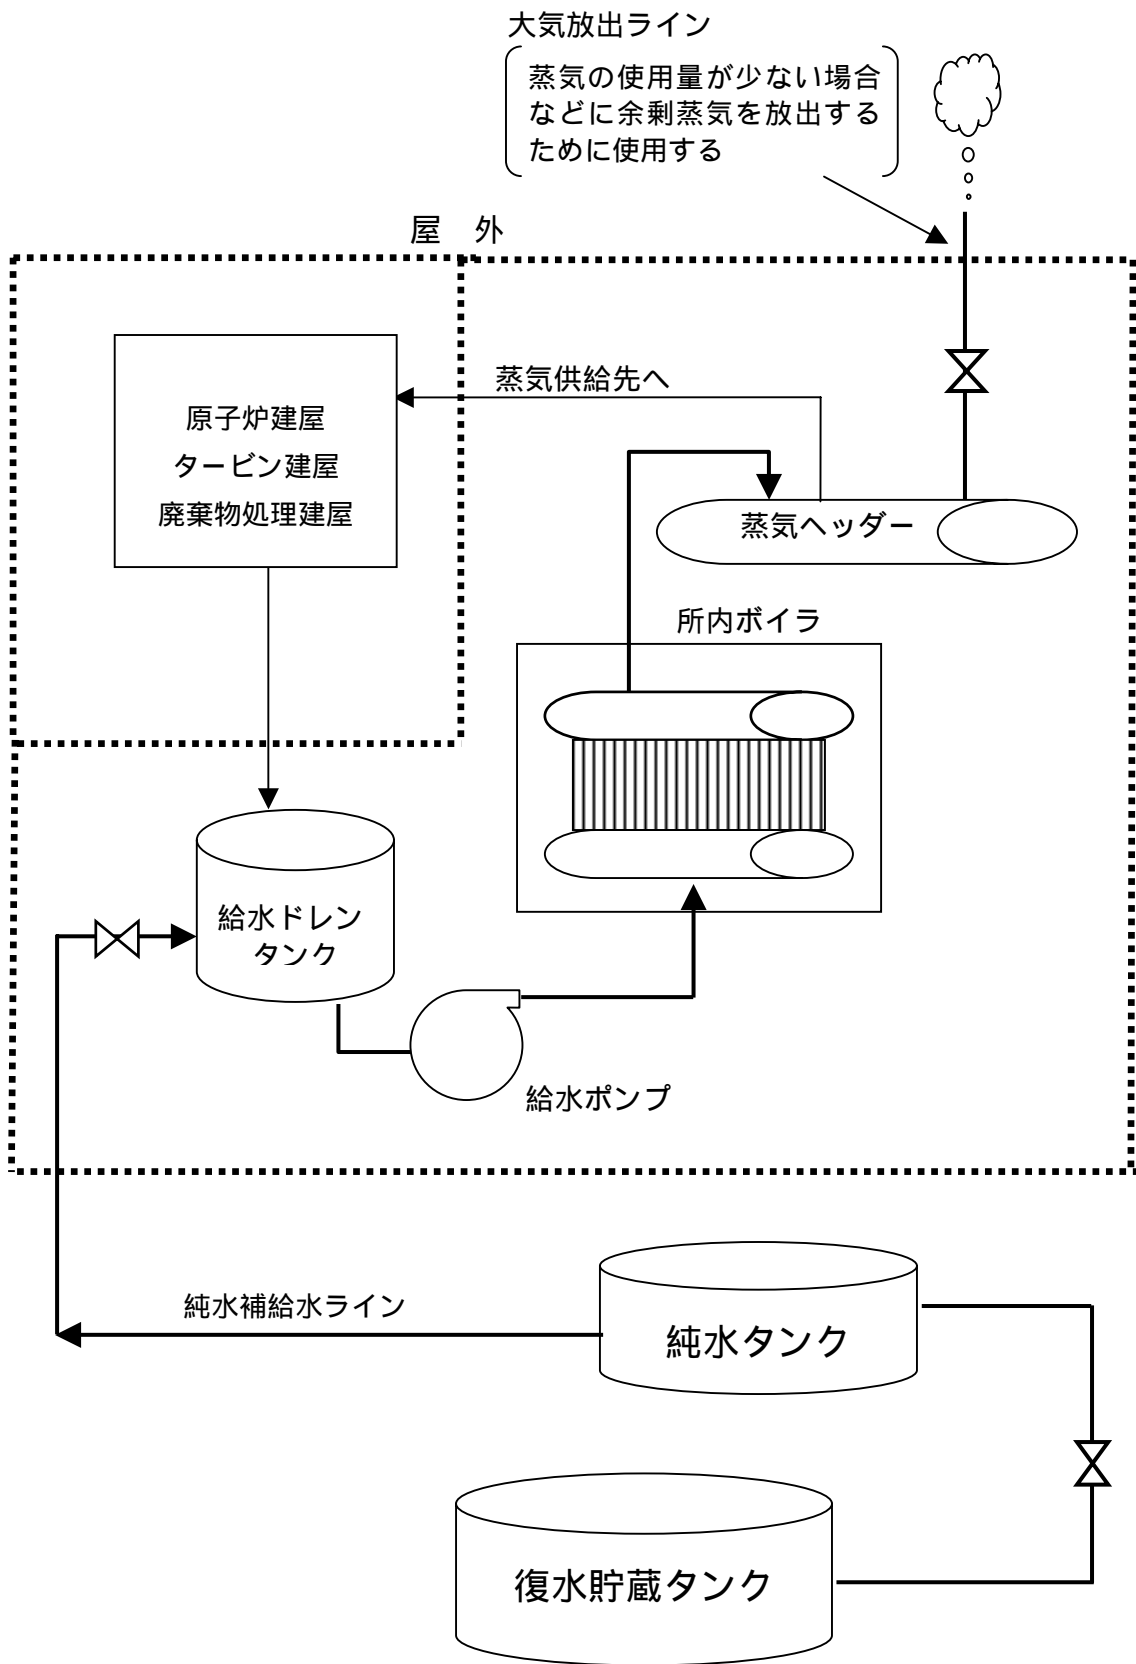 大気放出ライン
蒸気の使用量が少ない場合
などに余剰蒸気を放出する
ために使用する
屋 外
蒸気供給先へ
原子炉建屋
タービン建屋
廃棄物処理建屋
蒸気ヘッダー
所内ボイラ
給水ドレン
タンク
給水ポンプ
純水補給水ライン
純水タンク
復水貯蔵タンク